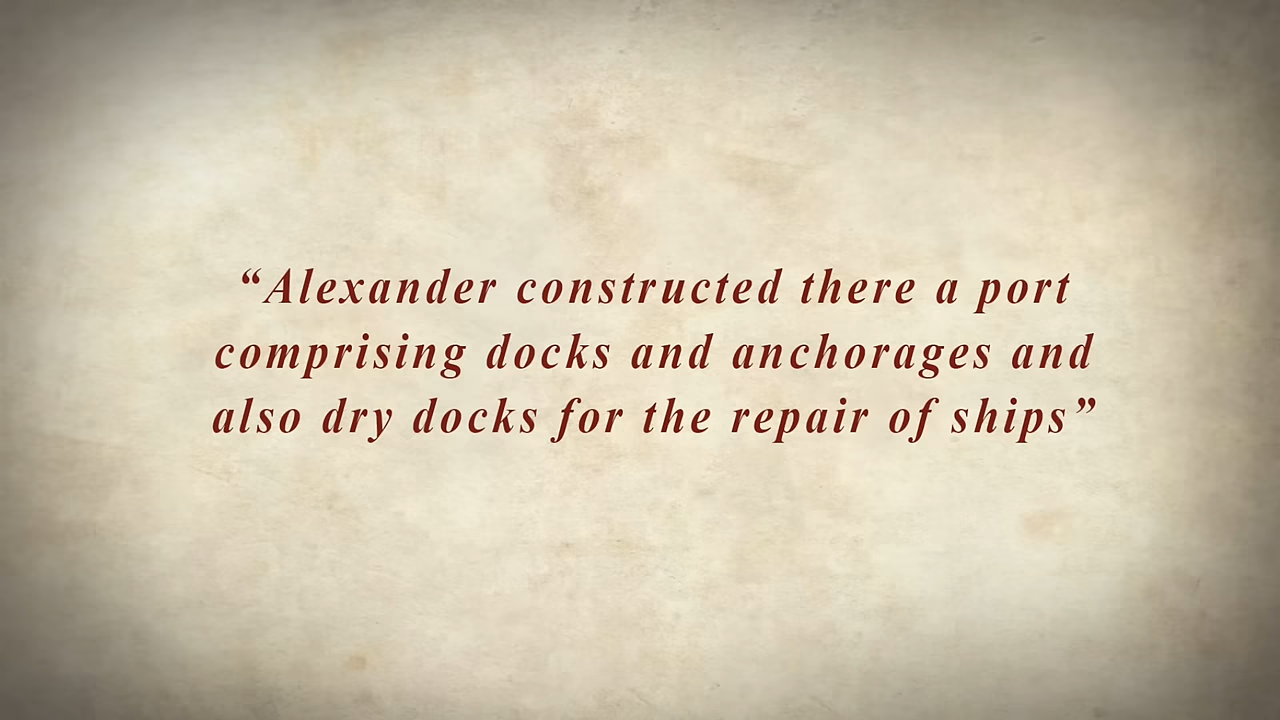 “Alexander constructed there a port
comprising docks and anchorages and
also dry docks for the repair of ships”